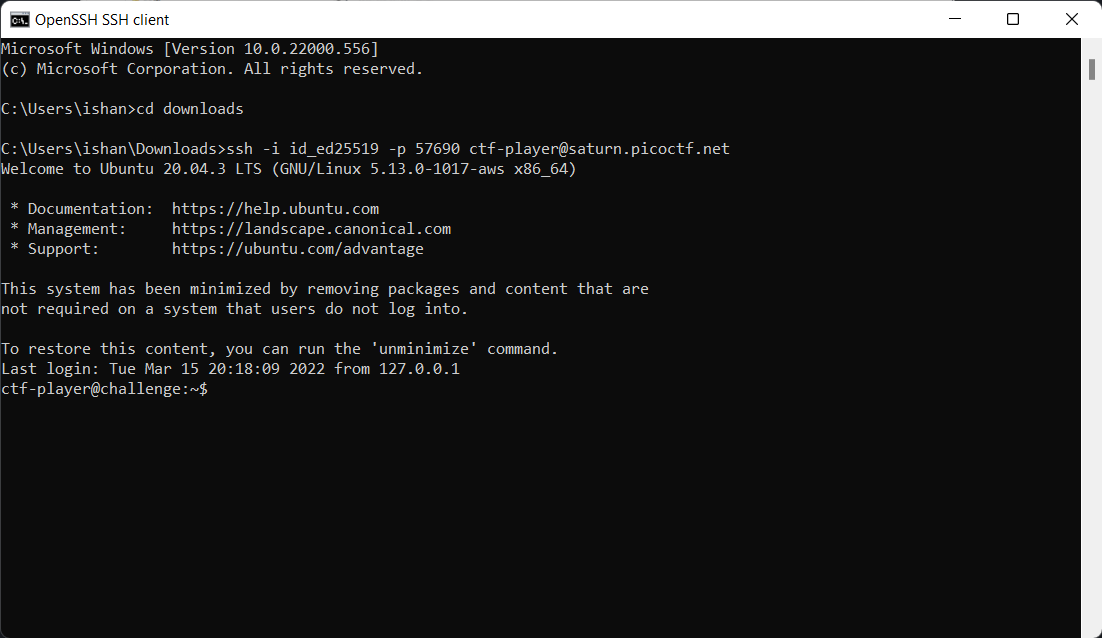 OpenSSH SSH client
Microsoft Windows [Version 10.0.22000.556]
(c) Microsoft Corporation. All rights reserved.
C:\Users\ishan>cd downloads
C:\Users\ishan\Downloads>ssh -i id_ed25519 -p 57690 ctf-player@saturn.picoctf.net
Welcome to Ubuntu 20.04.3 LTS (GNU/Linux 5.13.0-1017-aws x86_64)
* Documentation:  https://help.ubuntu.com
* Management:     https://landscape.canonical.com
* Support:        https://ubuntu.com/advantage
This system has been minimized by removing packages and content that are
not required on a system that users do not log into.
To restore this content, you can run the 'unminimize' command.
Last login: Tue Mar 15 20:18:09 2022 from 127.0.0.1
ctf-player@challenge:~$